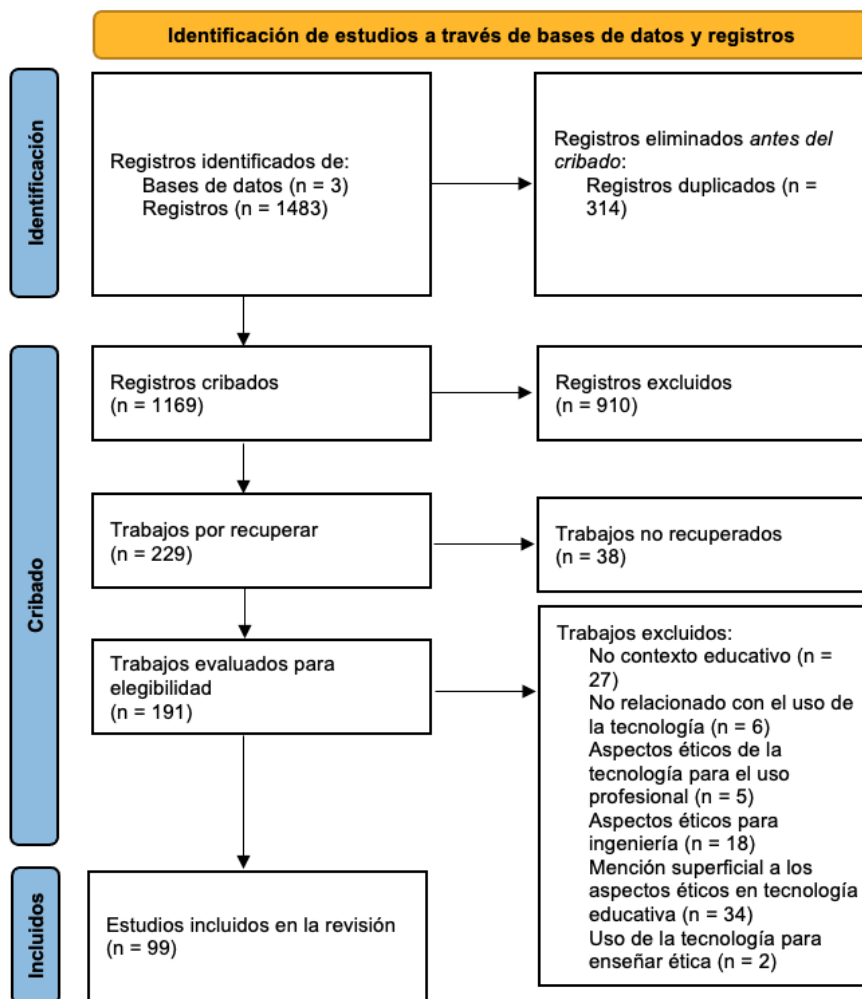 Identificación de estudios a través de bases de datos y registros
Identificación
Registros identificados de:
Bases de datos (n = 3)
Registros (n = 1483)
Registros eliminados antes del
cribado:
Registros duplicados (n =
314)
Cribado
Registros cribados
(n = 1169)
Registros excluidos
(n = 910)
Trabajos por recuperar
(n = 229)
Trabajos no recuperados
(n = 38)
Trabajos evaluados para
elegibilidad
(n = 191)
Trabajos excluidos:
No contexto educativo (n =
27)
No relacionado con el uso de
la tecnología (n = 6)
Aspectos éticos de la
tecnología para el uso
profesional (n = 5)
Aspectos éticos para
ingeniería (n = 18)
Mención superficial a los
aspectos éticos en tecnología
educativa (n = 34)
Uso de la tecnología para
enseñar ética (n = 2)
Incluidos
Estudios incluidos en la revisión
(n = 99)